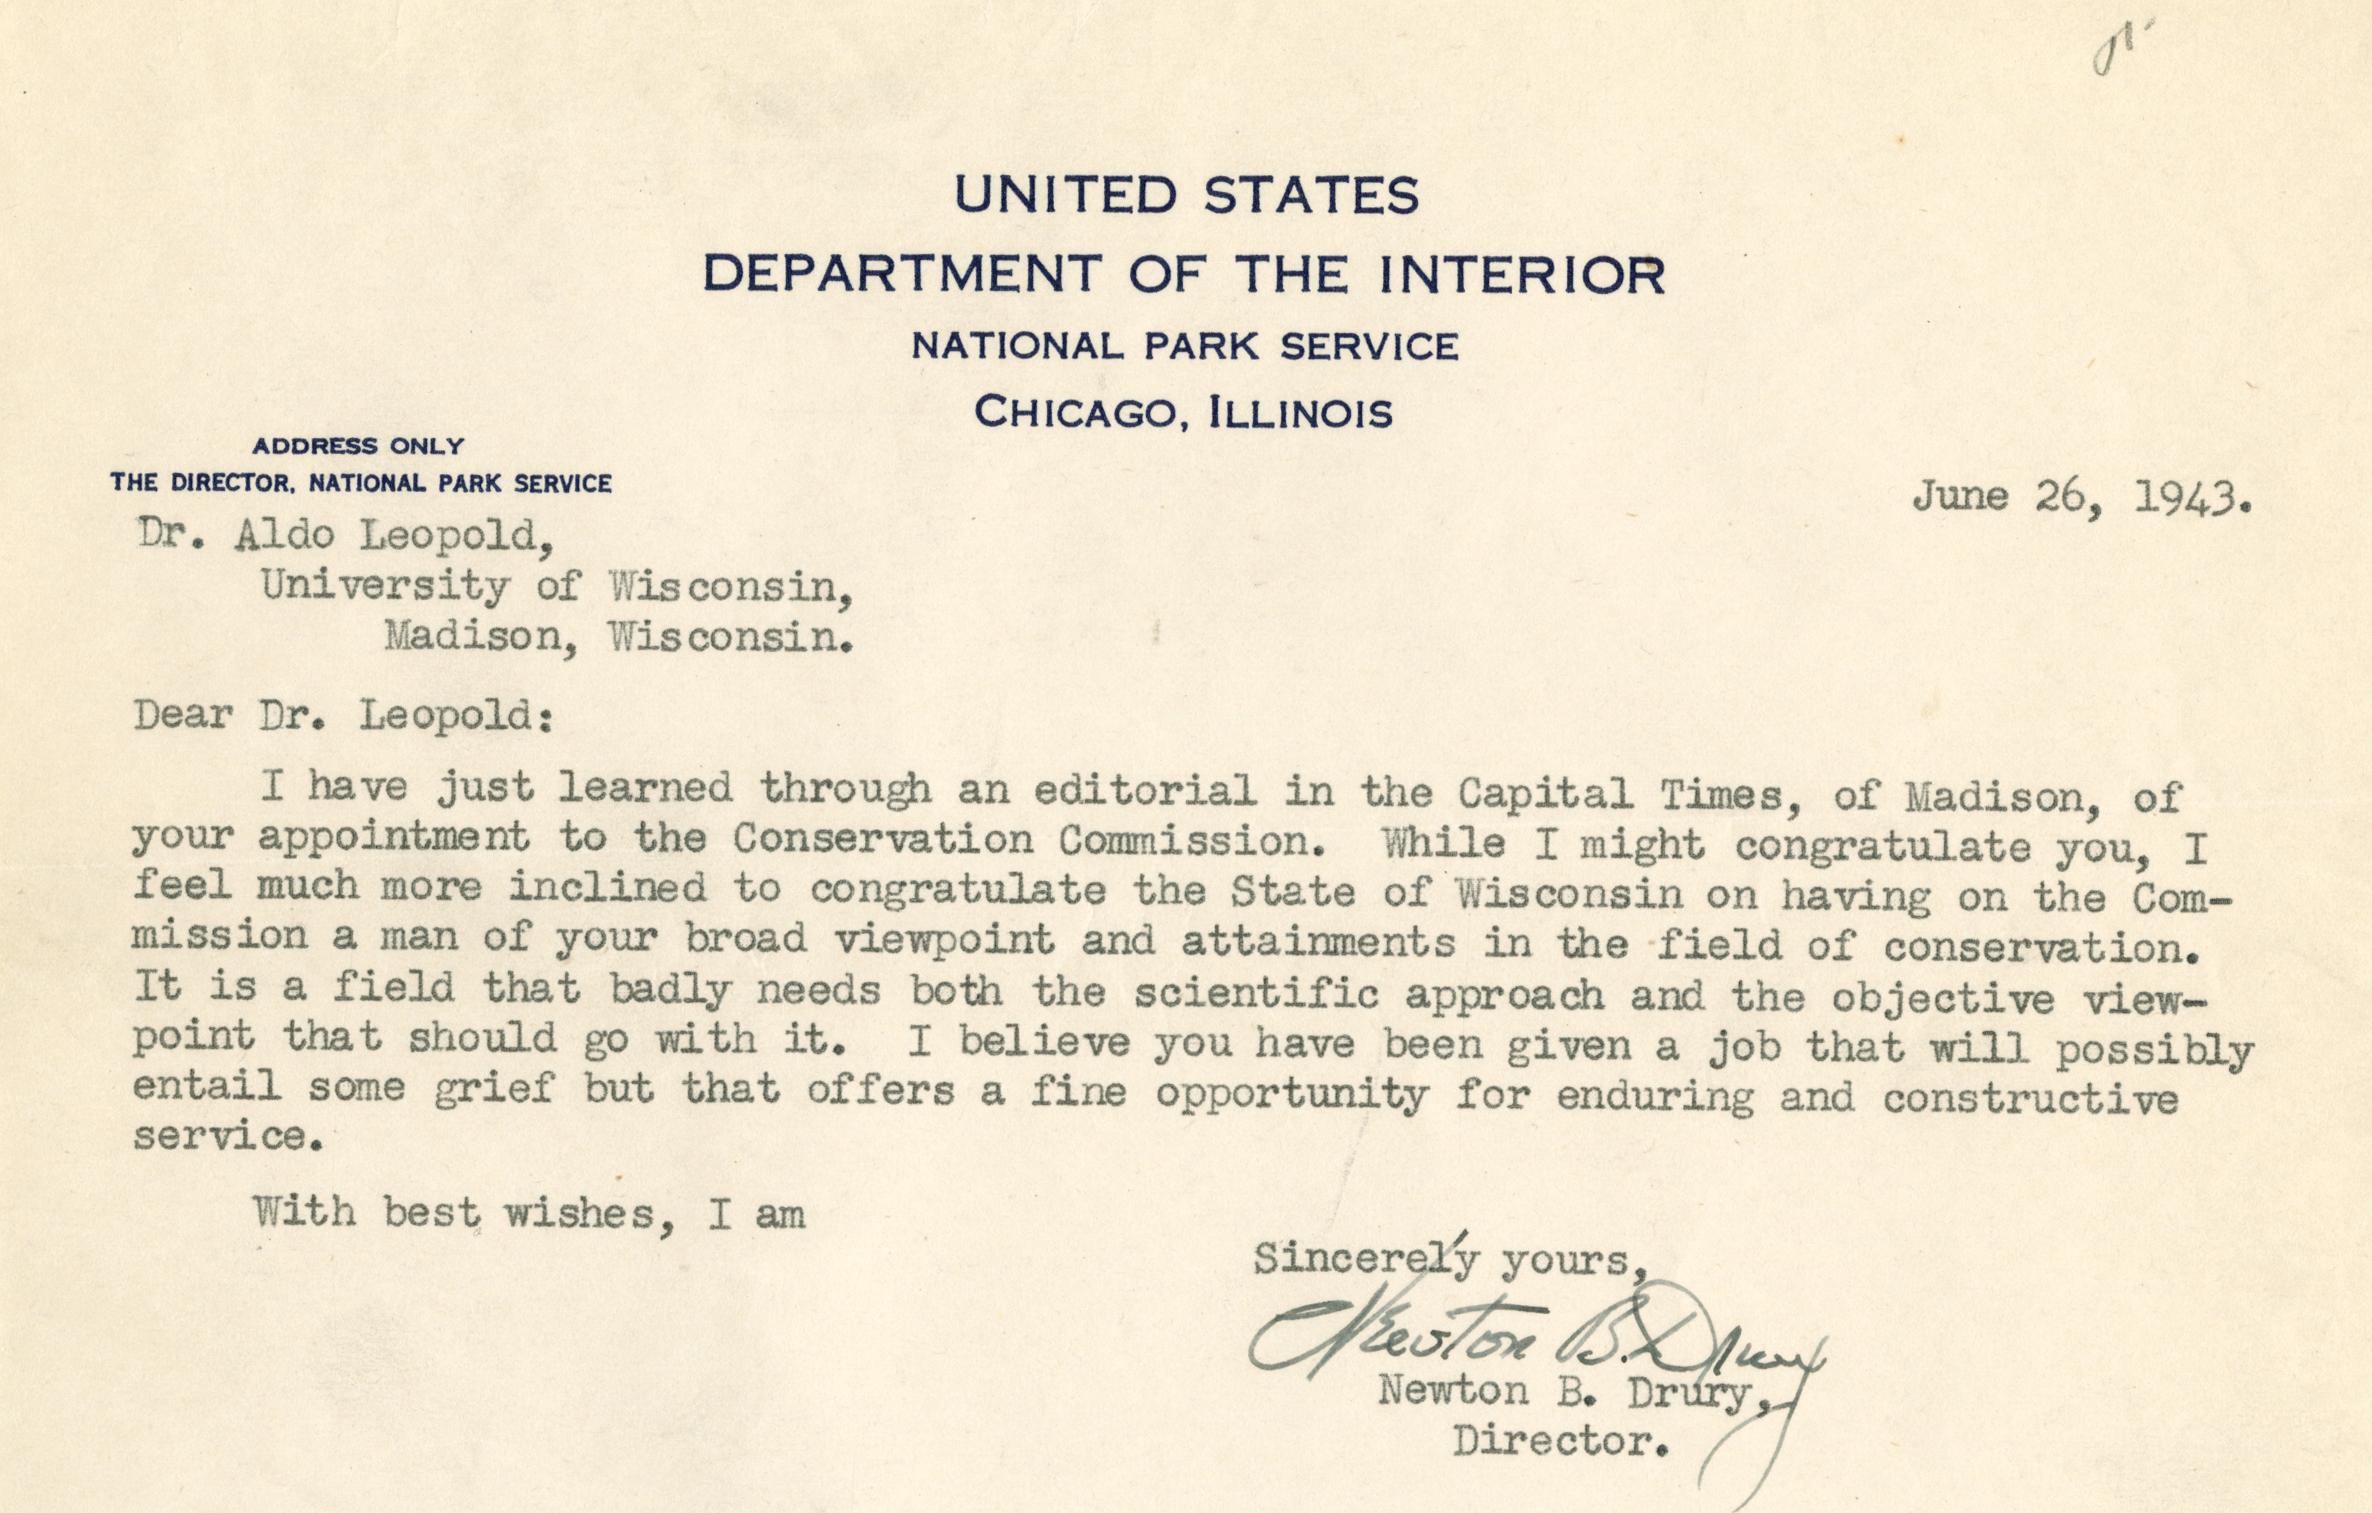 UNITED STATES
DEPARTMENT OF THE INTERIOR
NATIONAL PARK SERVICE
CHICAGO, ILLINOIS
ADDRESS ONLY
THE DIRECTOR, NATIONAL PARK SERVICE
June 26, 1943.
Dr. Aldo Leopold,
University of Wisconsin,
Madison, Wisconsin.
Dear Dr. Leopold:
I have just learned through an editorial in the Capital Times, of Madison, of
your appointment to the Conservation Commission. While I might congratulate you, I
feel much more inclined to congratulate the State of Wisconsin on having on the Com-
mission a man of your broad viewpoint and attainments in the field of conservation.
It is a field that badly needs both the scientific approach and the objective view-
point that should go with it. I believe you have been given a job that will possibly
entail some grief but that offers a fine opportunity for enduring and constructive
service.
With best wishes, I am
Sincerely yours,
Newton B. Drury
Newton B. Drury,
Director.